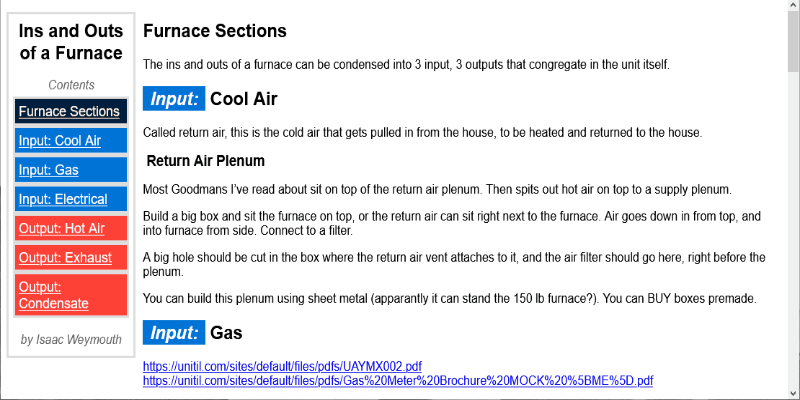 Ins and Outs
of a Furnace
Contents
Furnace Sections
Input: Cool Air
Input: Gas
Input: Electrical
Output: Hot Air
Output: Exhaust
Output:
Condensate
by Isaac Weymouth
Furnace Sections
The ins and outs of a furnace can be condensed into 3 input, 3 outputs that congregate in the unit itself.
Input: Cool Air
Called return air, this is the cold air that gets pulled in from the house, to be heated and returned to the house.
Return Air Plenum
Most Goodmans I've read about sit on top of the return air plenum. Then spits out hot air on top to a supply plenum.
Build a big box and sit the furnace on top, or the return air can sit right next to the furnace. Air goes down in from top, and
into furnace from side. Connect to a filter.
A big hole should be cut in the box where the return air vent attaches to it, and the air filter should go here, right before the
plenum.
You can build this plenum using sheet metal (apparantly it can stand the 150 lb furnace?). You can BUY boxes premade.
Input: Gas
https://unitil.com/sites/default/files/pdfs/UAYMX002.pdf
https://unitil.com/sites/default/files/pdfs/Gas%20Meter%20Brochure%20MOCK%20%5BME%5D.pdf